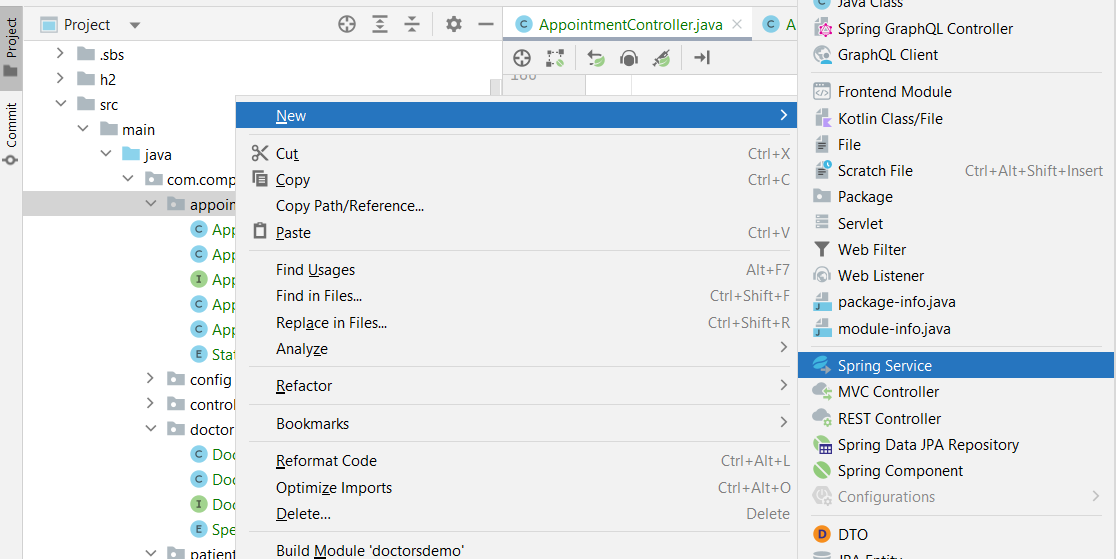 Project
Commit
Project
.sbs
h2
src
main
java
com.comp
appoin
App
App
App
App
App
Stat
config
control
doctor
Doc
Doc
Doc
Spe
patient
AppointmentController.java
A
New
Cut Ctrl+X
Copy Ctrl+C
Copy Path/Reference...
Paste Ctrl+V
Find Usages Alt+F7
Find in Files... Ctrl+Shift+F
Replace in Files... Ctrl+Shift+R
Analyze
Refactor
Bookmarks
Reformat Code Ctrl+Alt+L
Optimize Imports Ctrl+Alt+O
Delete... Delete
Build Module 'doctorsdemo'
Java Class
Spring GraphQL Controller
GraphQL Client
Frontend Module
Kotlin Class/File
File
Scratch File Ctrl+Alt+Shift+Insert
Package
Servlet
Web Filter
Web Listener
package-info.java
module-info.java
Spring Service
MVC Controller
REST Controller
Spring Data JPA Repository
Spring Component
Configurations
DTO
JPA Entity